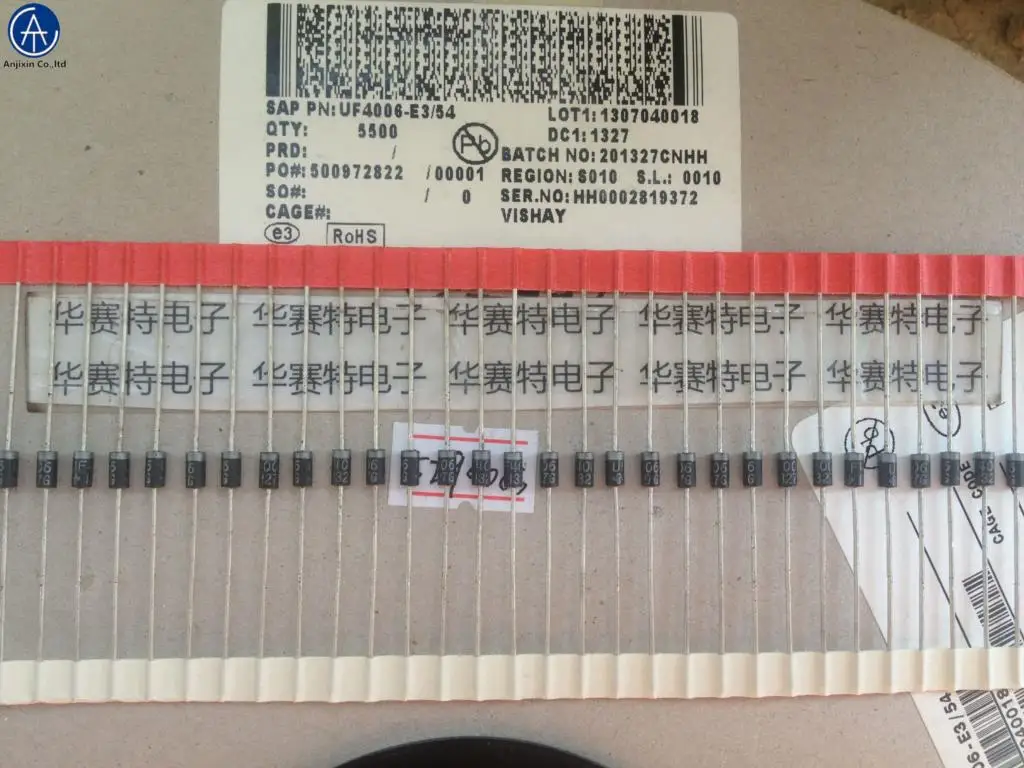 Anjixin Co.,ltd
SAP PN: UF4006-E3/54
LOT1: 1307040018
QTY: 5500
DC1: 1327
PRD: /
BATCH NO: 201327CNHH
PO#: 500972822 /00001
REGION: S010 S.L.: 0010
SO#: / 0
SER.NO: HH0002819372
CAGE#:
VISHAY
e3 RoHS
Pb
华赛特电子 华赛特电子 华赛特电子 华赛特电子 华赛特电子
华赛特电子 华赛特电子 华赛特电子 华赛特电子 华赛特电子
CAGE CODE
06-E3/54